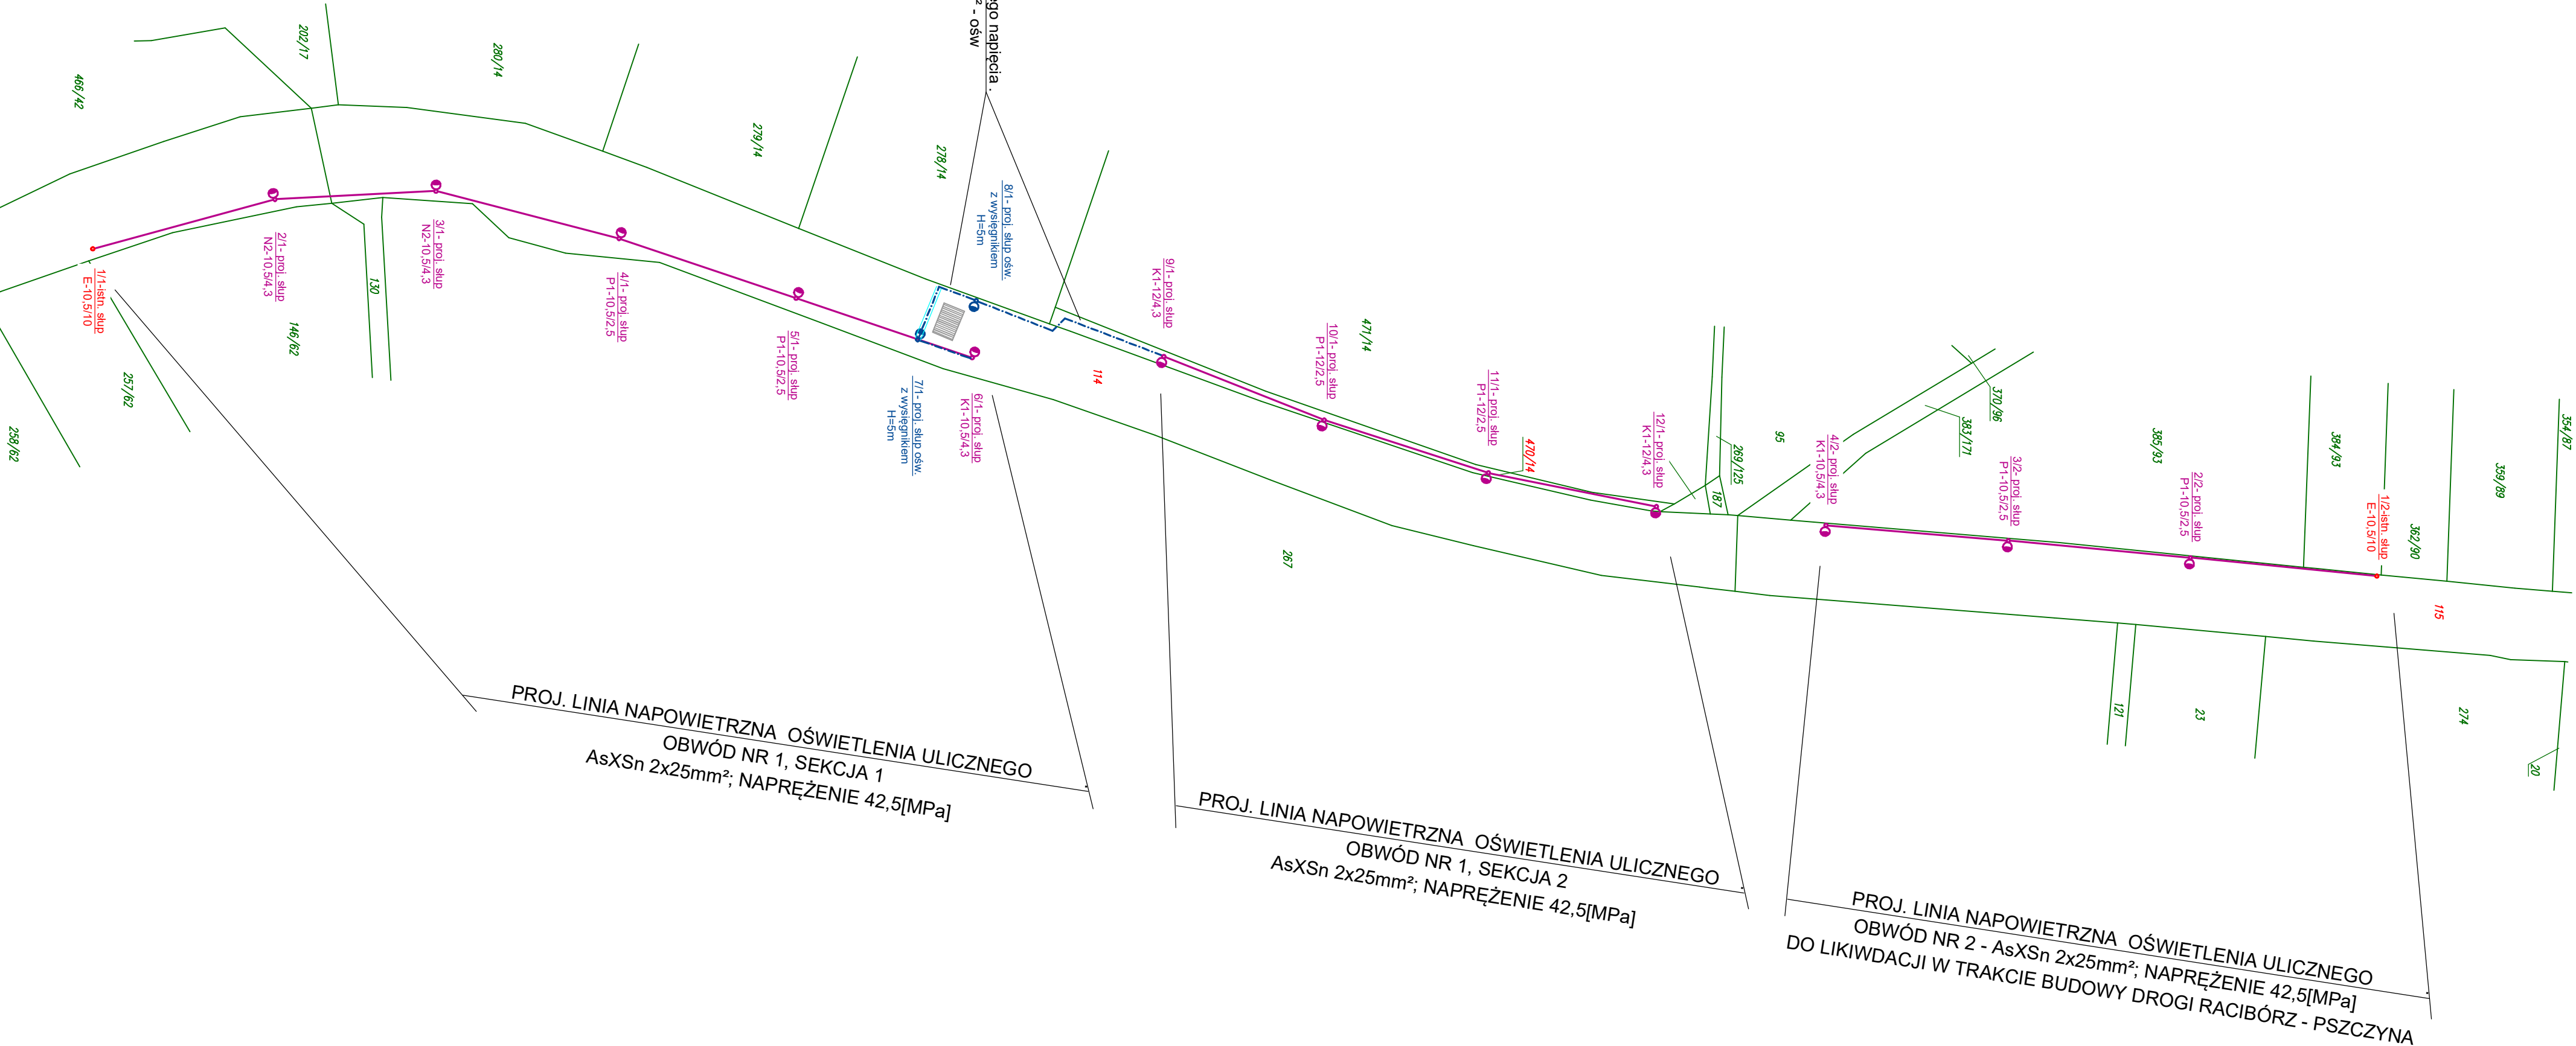 466/42
202/17
280/14
279/14
278/14
ego napięcia .
² - ośw
8/1- proj. słup ośw.
z wysięgnikiem
H=5m
9/1- proj. słup
K1-12/4,3
10/1- proj. słup
P1-12/2,5
471/14
11/1- proj. słup
P1-12/2,5
470/14
12/1- proj. słup
K1-12/4,3
269/125
187
95
4/2- proj. słup
K1-10,5/4,3
383/171
370/96
3/2- proj. słup
P1-10,5/2,5
385/93
2/2- proj. słup
P1-10,5/2,5
384/93
1/2-istn. słup
E-10,5/10
362/90
359/89
354/87
115
1/1-istn. słup
E-10,5/10
2/1- proj. słup
N2-10,5/4,3
3/1- proj. słup
N2-10,5/4,3
130
146/62
257/62
258/62
4/1- proj. słup
P1-10,5/2,5
5/1- proj. słup
P1-10,5/2,5
7/1- proj. słup ośw.
z wysięgnikiem
H=5m
6/1- proj. słup
K1-10,5/4,3
114
267
121
23
274
20
PROJ. LINIA NAPOWIETRZNA OŚWIETLENIA ULICZNEGO
OBWÓD NR 1, SEKCJA 1
AsXSn 2x25mm²; NAPRĘŻENIE 42,5[MPa]
PROJ. LINIA NAPOWIETRZNA OŚWIETLENIA ULICZNEGO
OBWÓD NR 1, SEKCJA 2
AsXSn 2x25mm²; NAPRĘŻENIE 42,5[MPa]
PROJ. LINIA NAPOWIETRZNA OŚWIETLENIA ULICZNEGO
OBWÓD NR 2 - AsXSn 2x25mm²; NAPRĘŻENIE 42,5[MPa]
DO LIKIWDACJI W TRAKCIE BUDOWY DROGI RACIBÓRZ - PSZCZYNA